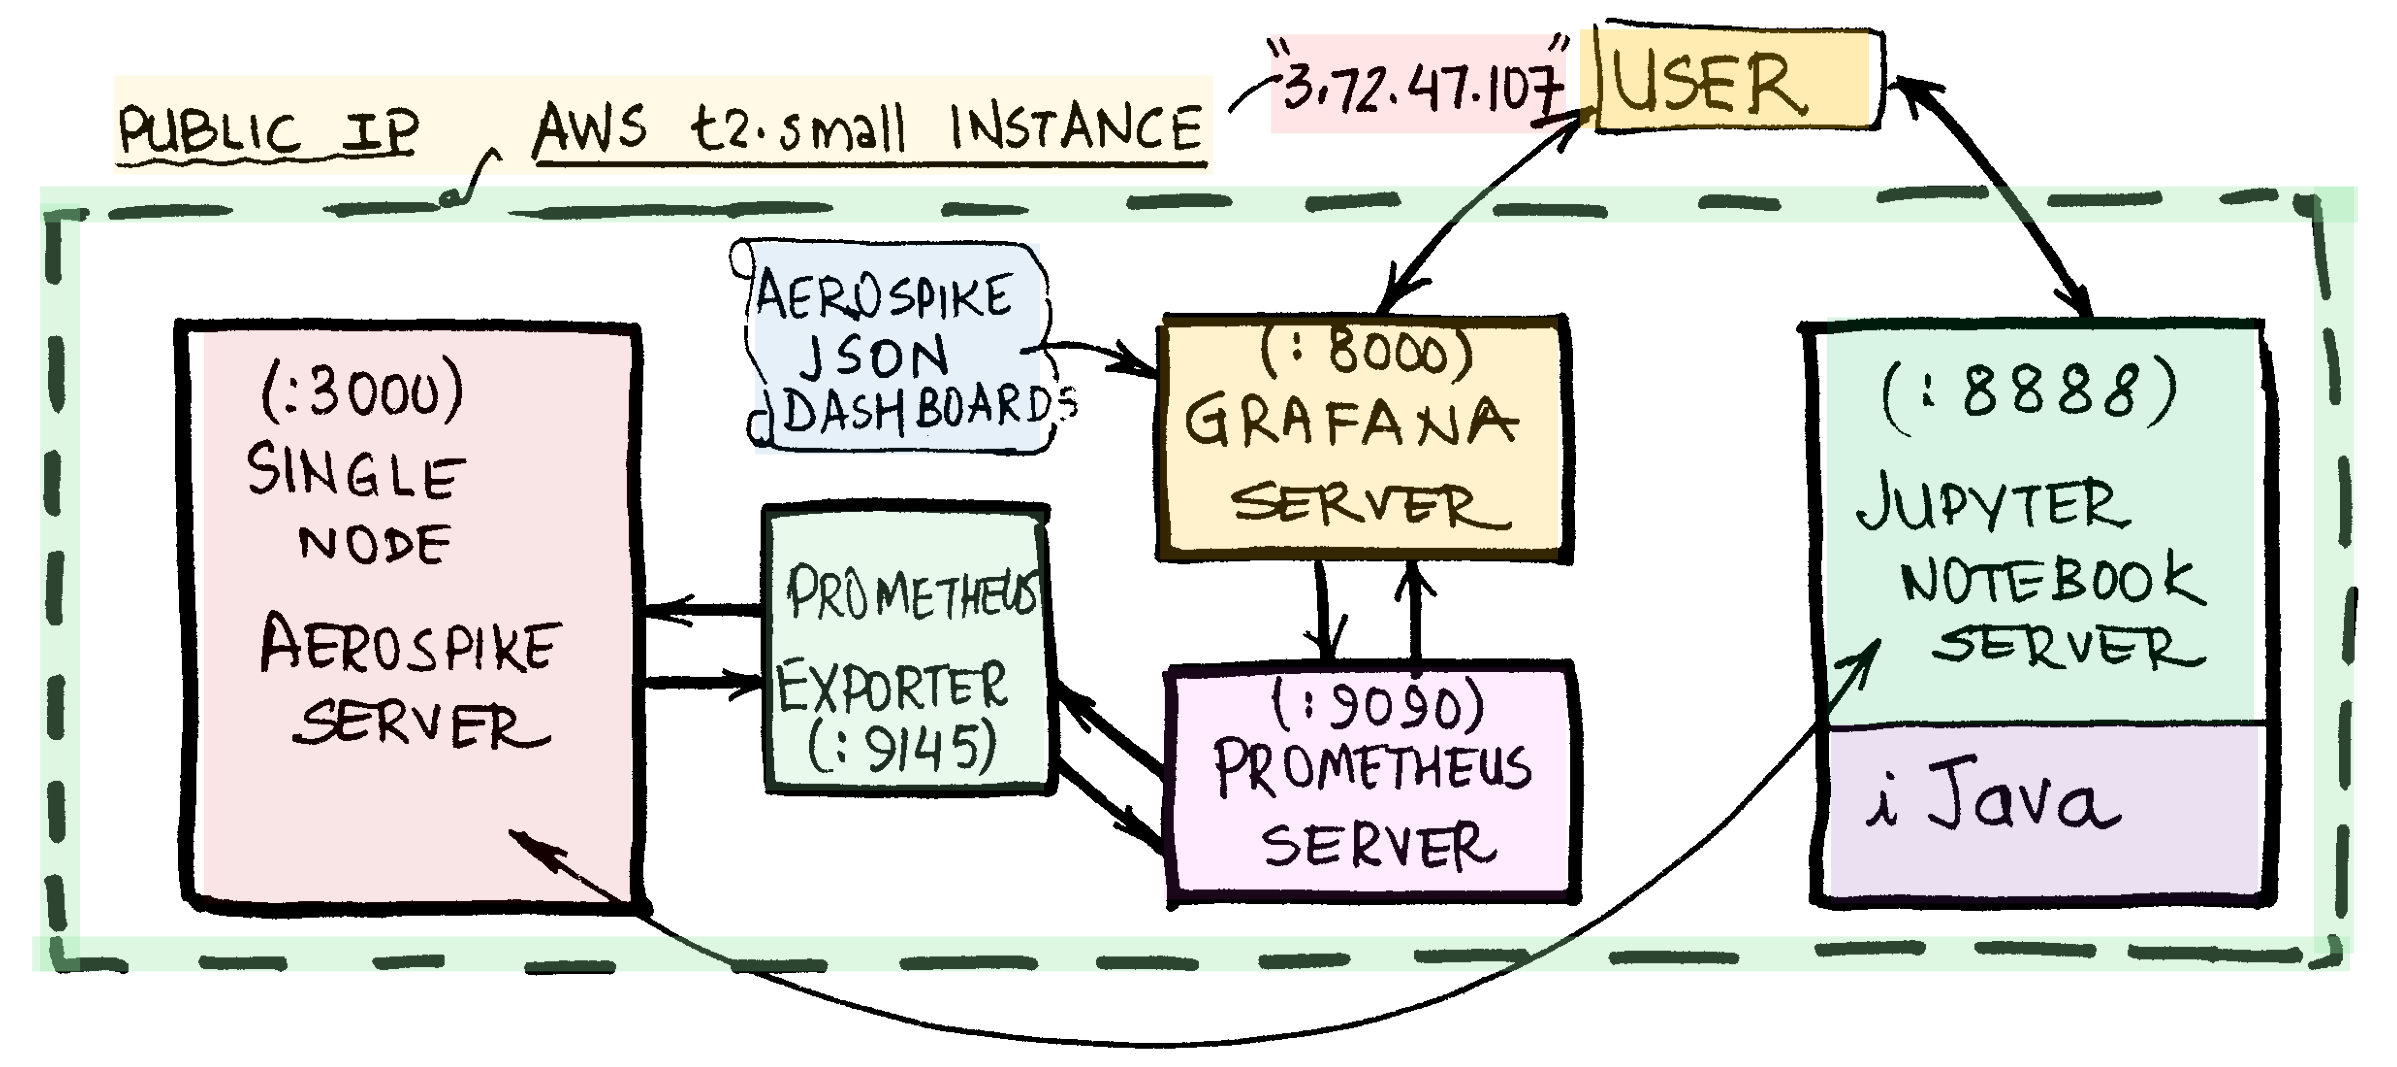 "3.72.47.107"
USER
PUBLIC IP AWS t2.small INSTANCE
(:3000)
SINGLE
NODE
AEROSPIKE
SERVER
AEROSPIKE
JSON
DASHBOARDS
PROMETHEUS
EXPORTER
(:9145)
(:8000)
GRAFANA
SERVER
(:9090)
PROMETHEUS
SERVER
(:8888)
JUPYTER
NOTEBOOK
SERVER
iJava